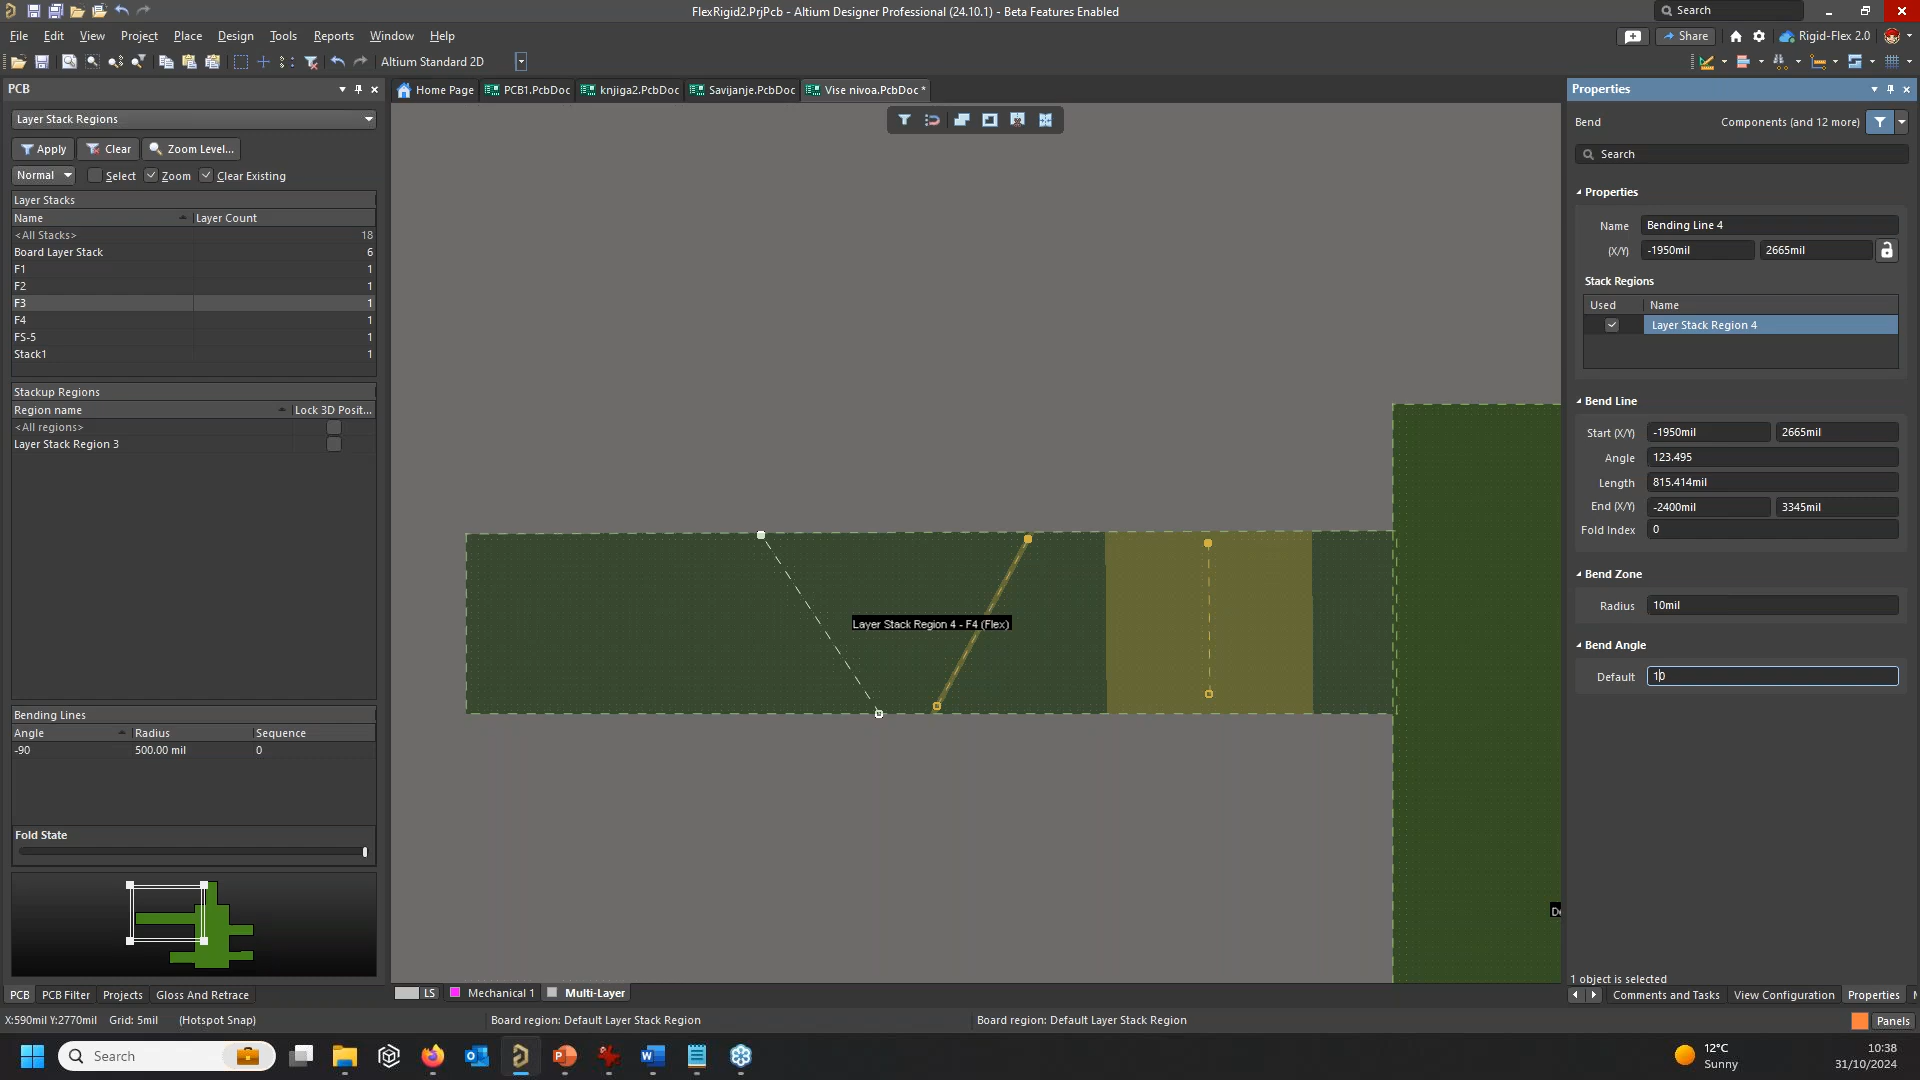 FlexRigid2.PrjPcb - Altium Designer Professional (24.10.1) - Beta Features Enabled
Search
File Edit View Project Place Design Tools Reports Window Help
Share
Rigid-Flex 2.0
Altium Standard 2D
PCB
Home Page PCB1.PcbDoc knjiga2.PcbDoc Savijanje.PcbDoc Vise nivoa.PcbDoc *
Layer Stack Regions
Apply Clear Zoom Level...
Normal Select Zoom Clear Existing
Layer Stacks
Name Layer Count
<All Stacks> 18
Board Layer Stack 6
F1 1
F2 1
F3 1
F4 1
FS-5 1
Stack1 1
Stackup Regions
Region name Lock 3D Posit...
<All regions>
Layer Stack Region 3
Bending Lines
Angle Radius Sequence
-90 500.00 mil 0
Fold State
PCB PCB Filter Projects Gloss And Retrace
Layer Stack Region 4 - F4 (Flex)
LS Mechanical 1 Multi-Layer
Properties
Bend Components (and 12 more)
Search
Properties
Name Bending Line 4
(X/Y) -1950mil 2665mil
Stack Regions
Used Name
Layer Stack Region 4
Bend Line
Start (X/Y) -1950mil 2665mil
Angle 123.495
Length 815.414mil
End (X/Y) -2400mil 3345mil
Fold Index 0
Bend Zone
Radius 10mil
Bend Angle
Default 10
1 object is selected
Comments and Tasks View Configuration Properties
X:590mil Y:2770mil Grid: 5mil (Hotspot Snap)
Board region: Default Layer Stack Region
Board region: Default Layer Stack Region
Panels
Search
12°C
Sunny
10:38
31/10/2024